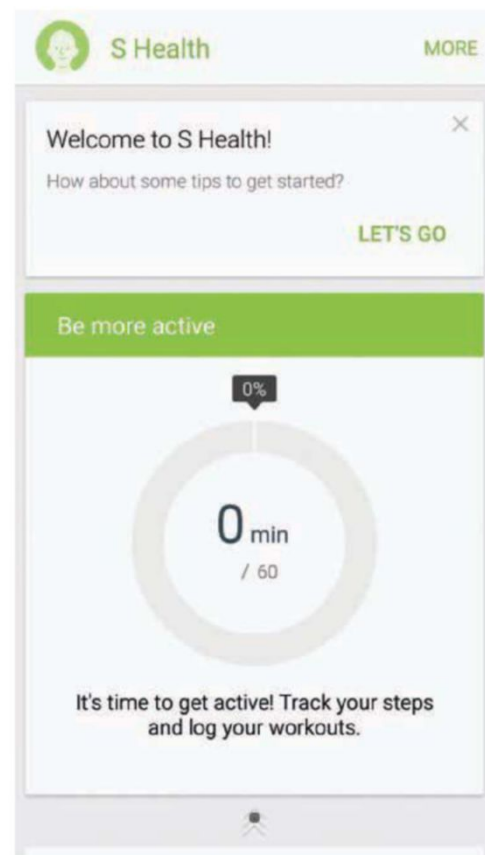 S Health
MORE
Welcome to S Health!
How about some tips to get started?
LET'S GO
Be more active
0%
0 min
/ 60
It's time to get active! Track your steps
and log your workouts.